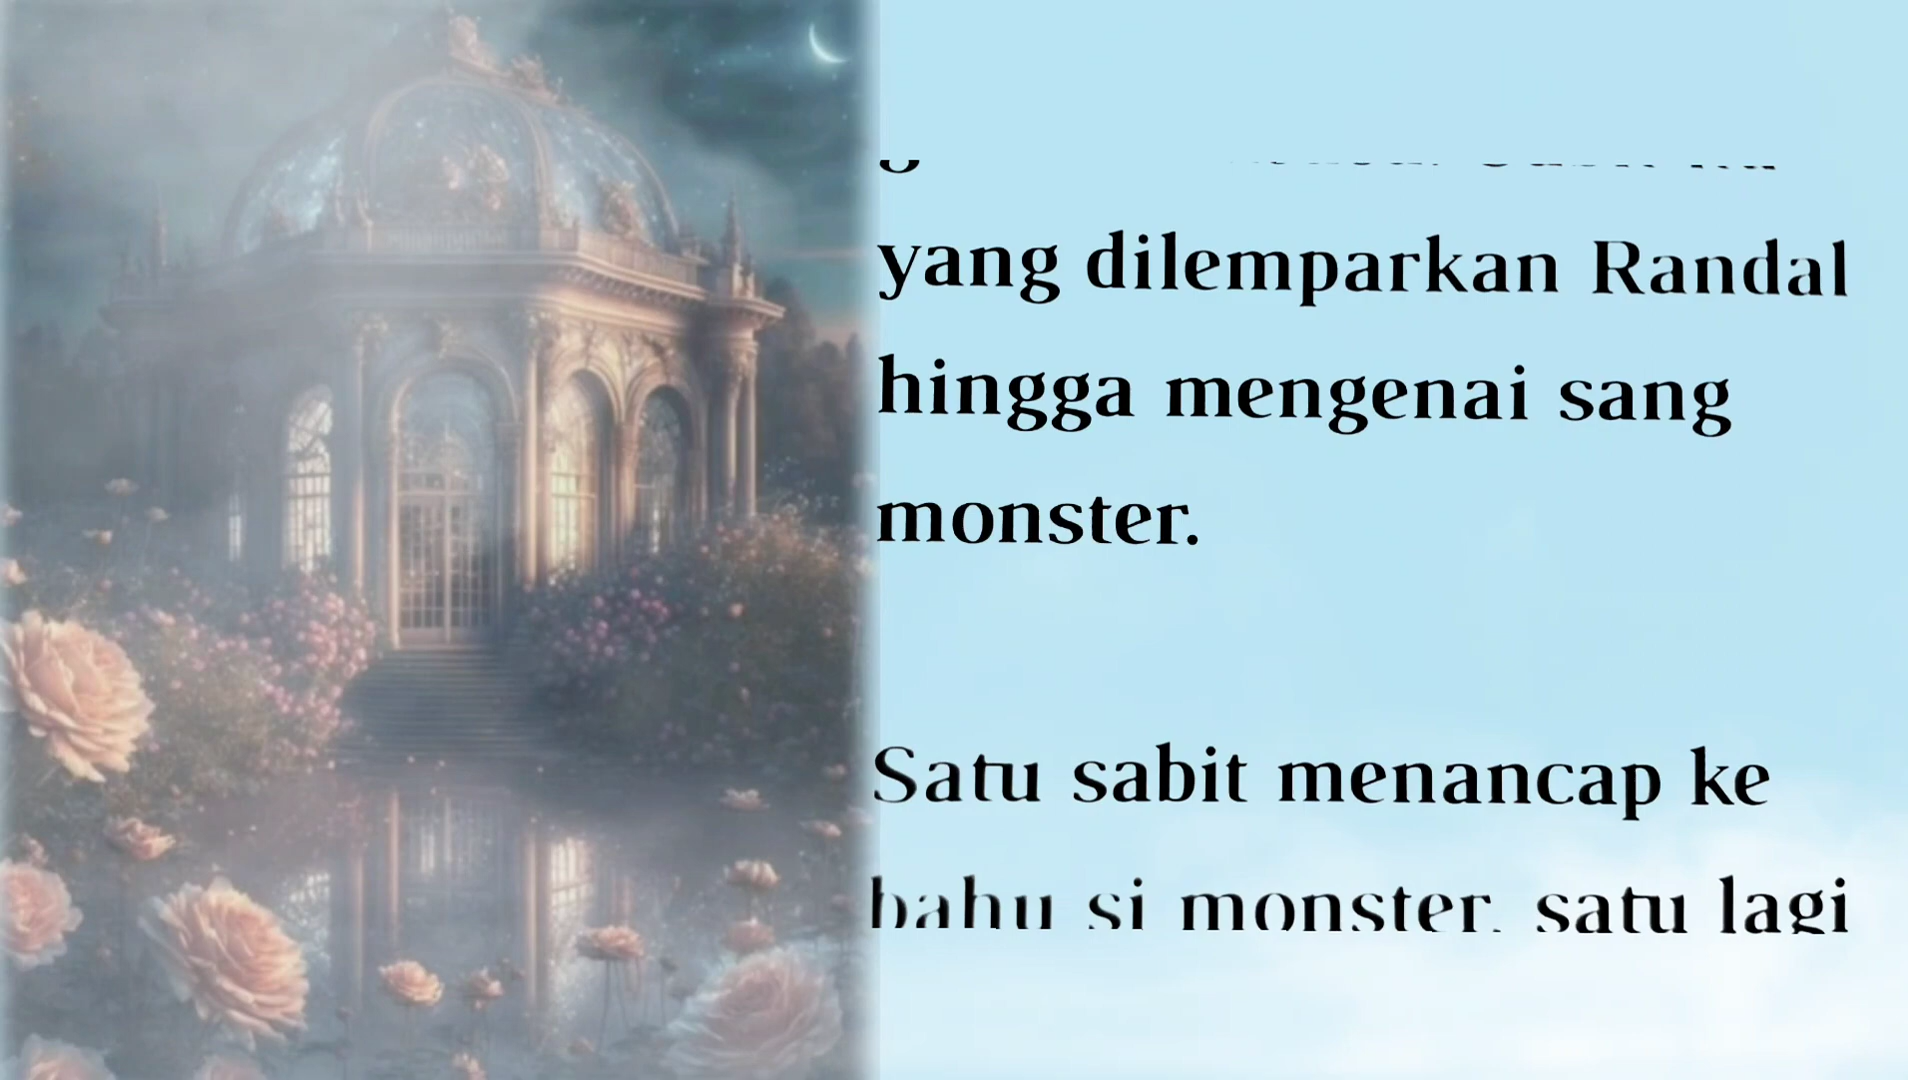 yang dilemparkan Randal
hingga mengenai sang
monster.
Satu sabit menancap ke
bahu si monster, satu lagi